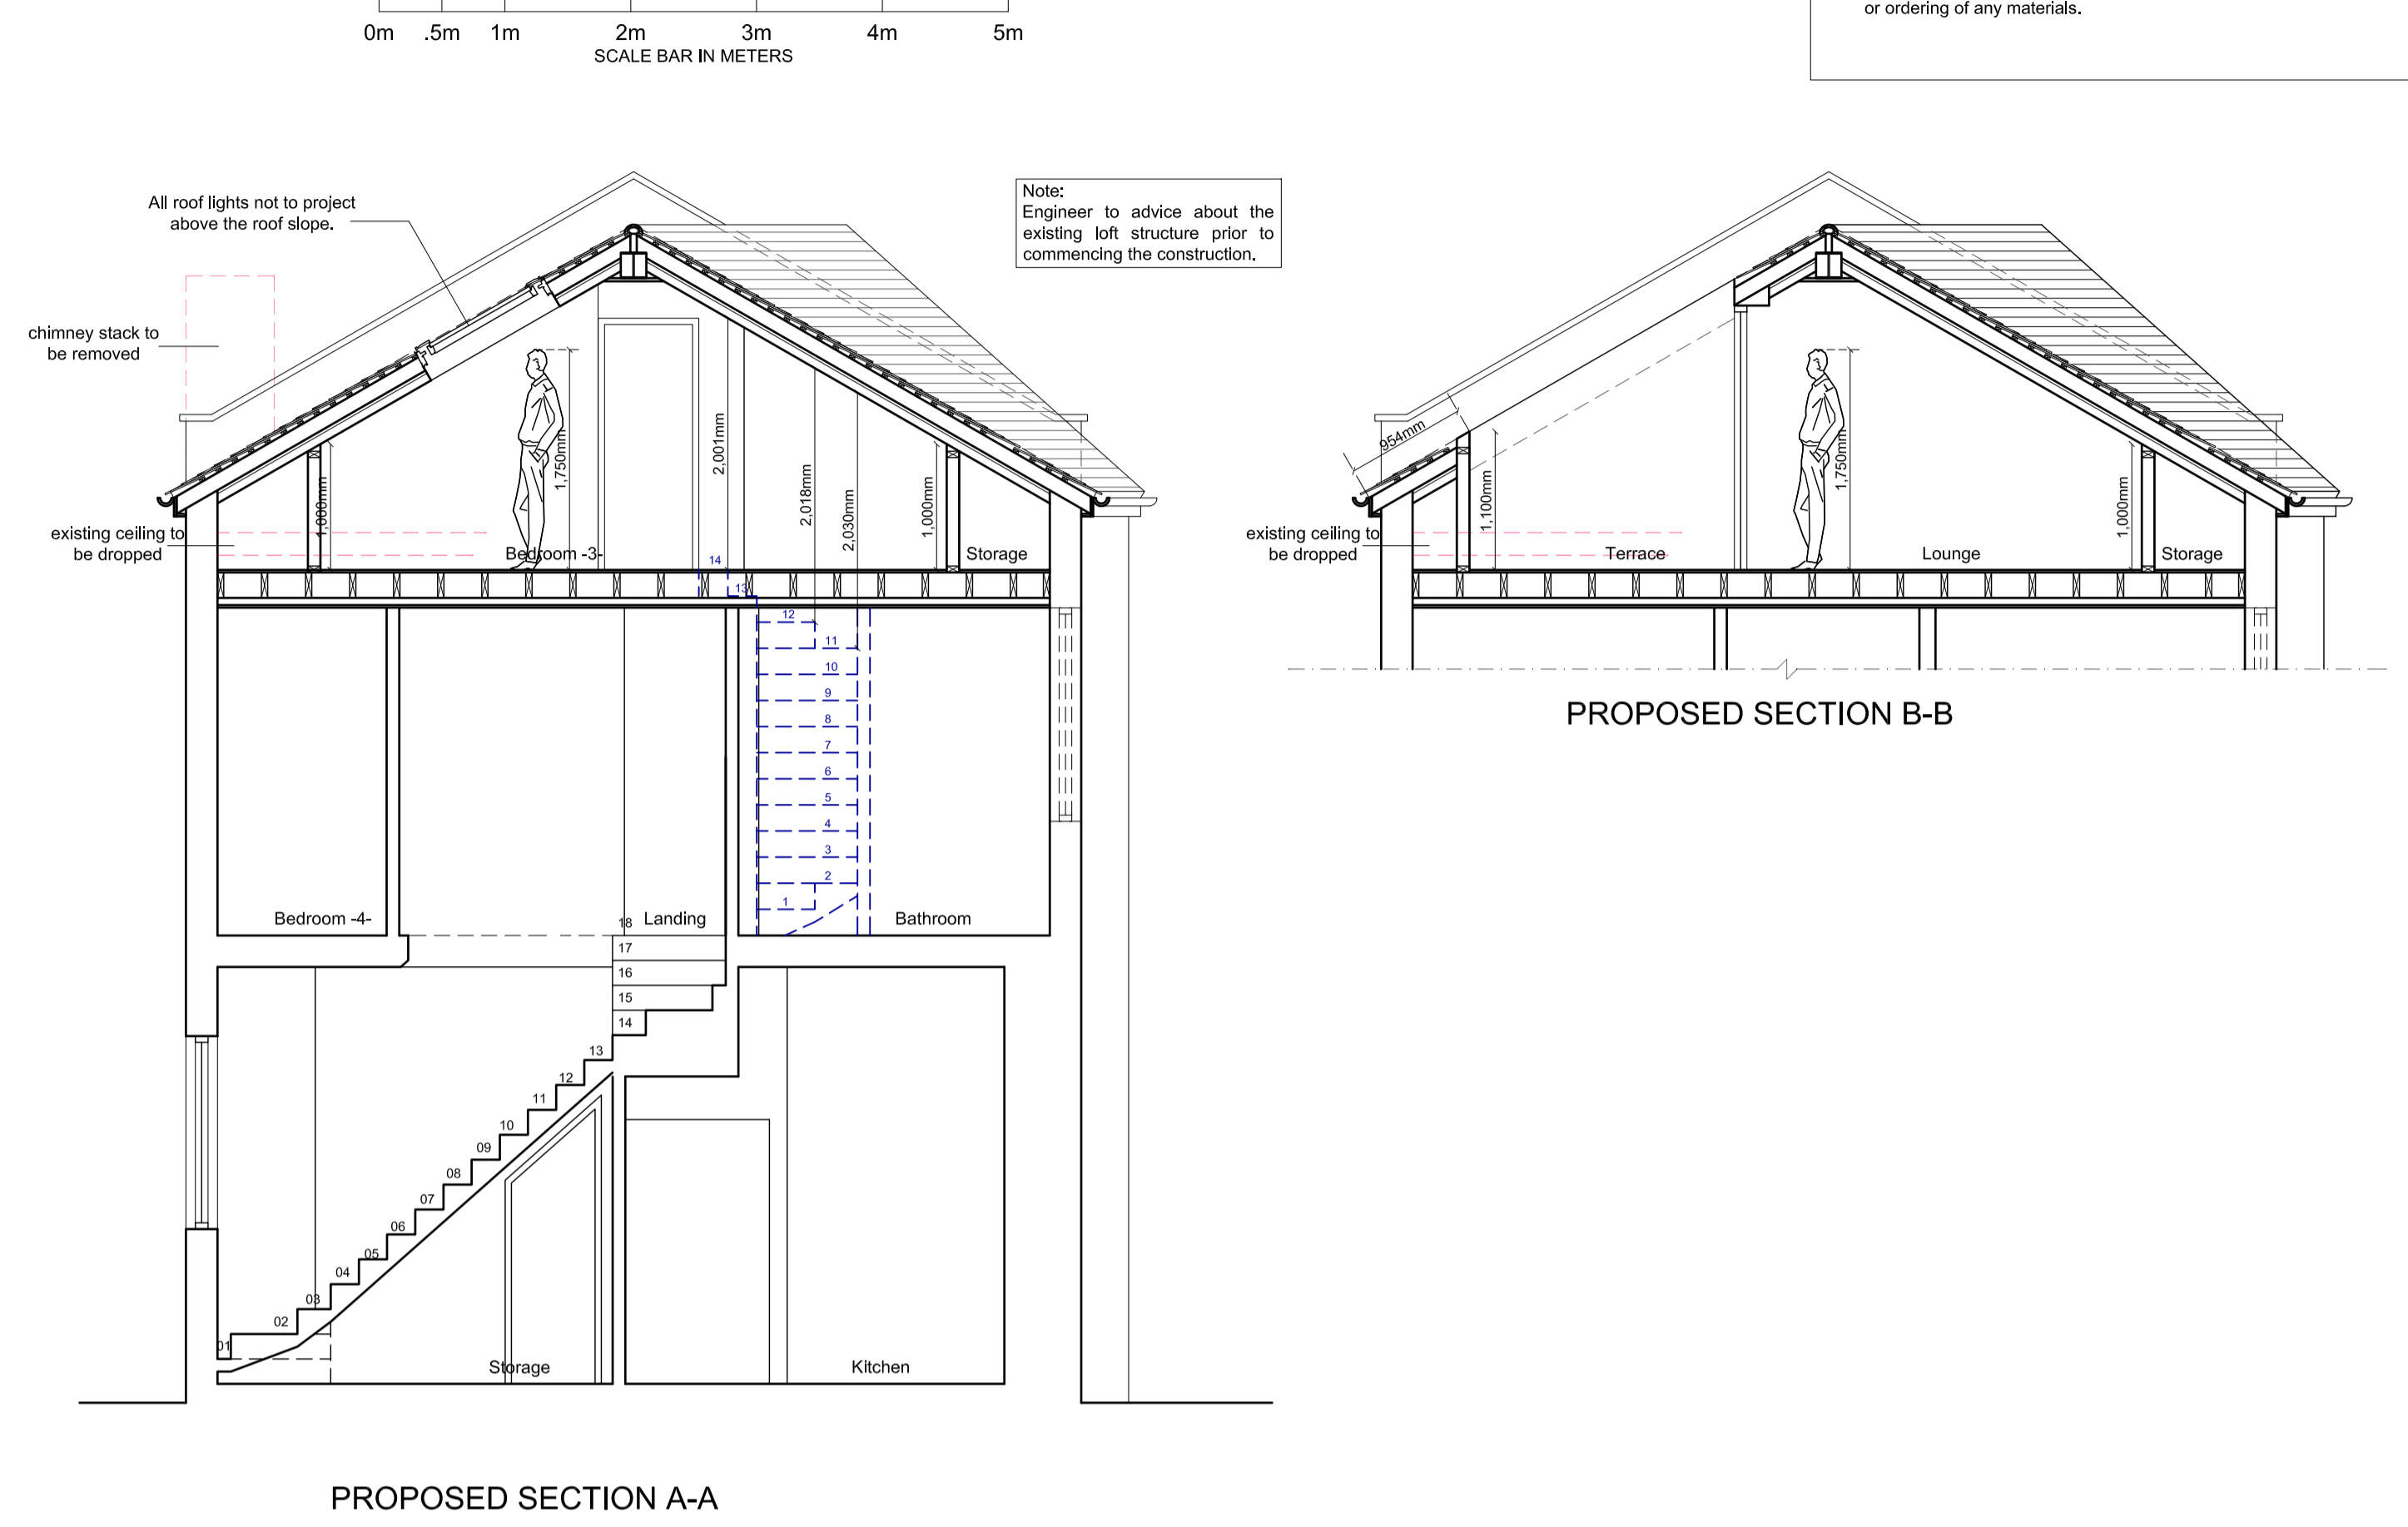 or ordering of any materials.
0m .5m 1m 2m 3m 4m 5m
SCALE BAR IN METERS
All roof lights not to project
above the roof slope.
chimney stack to
be removed
existing ceiling to
be dropped
Note:
Engineer to advice about the
existing loft structure prior to
commencing the construction.
1,000mm
1,750mm
2,001mm
2,018mm
2,030mm
1,000mm
Bedroom -3-
Storage
14
13
12
11
10
9
8
7
6
5
4
3
2
1
Bedroom -4-
Landing
Bathroom
18
17
16
15
14
13
12
11
10
09
08
07
06
05
04
03
02
01
Storage
Kitchen
PROPOSED SECTION A-A
954mm
1,100mm
1,750mm
1,000mm
existing ceiling to
be dropped
Terrace
Lounge
Storage
PROPOSED SECTION B-B